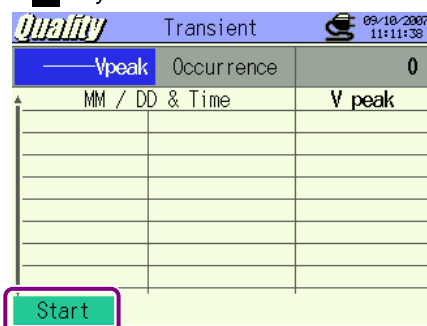 Quality Transient 09/10/2007
11:11:38
Vpeak Occurrence 0
MM / DD & Time V peak
Start